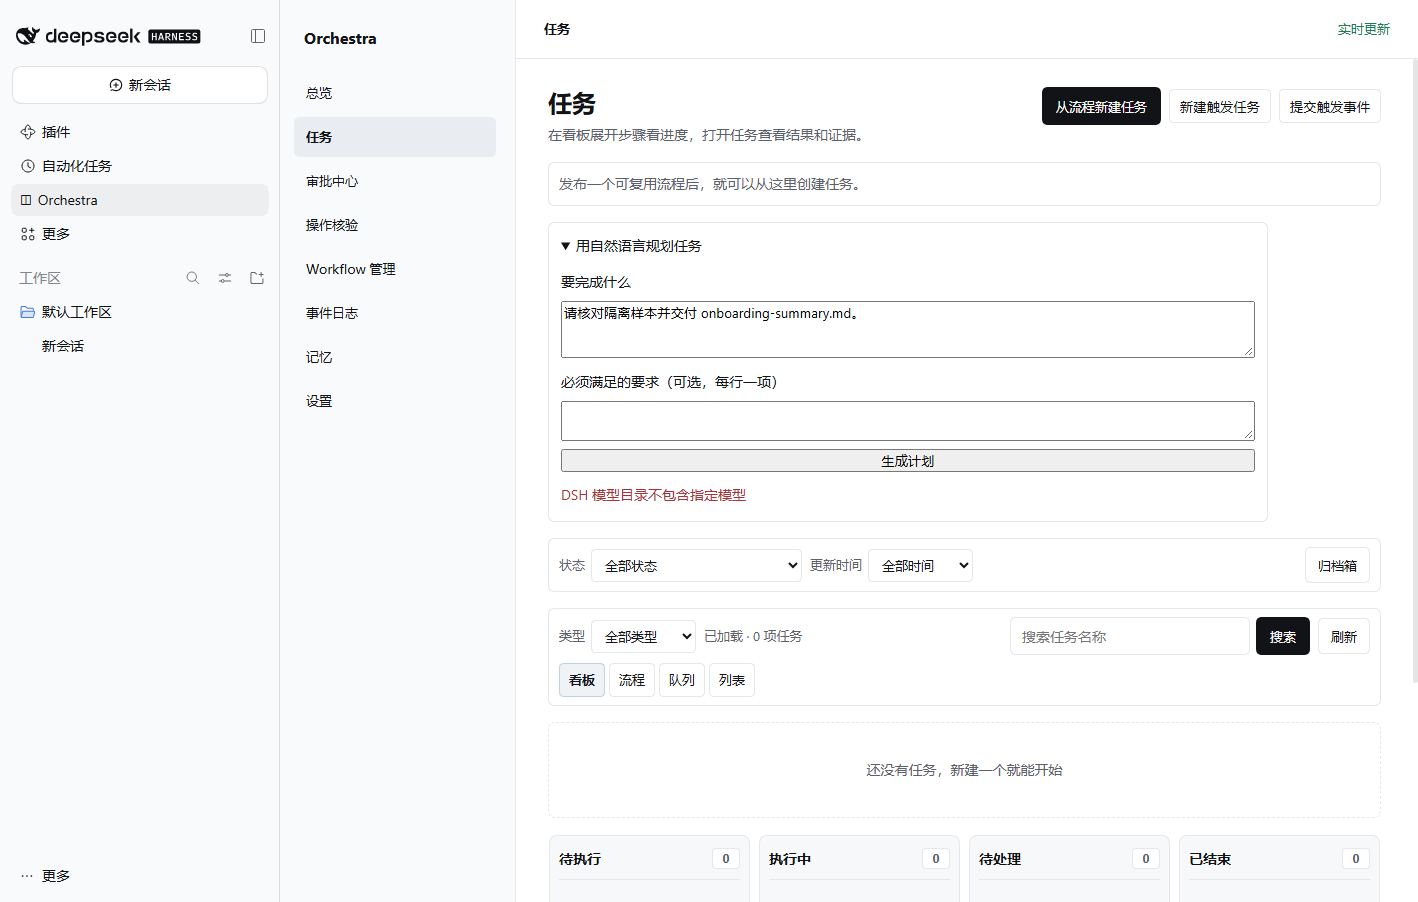 deepseek HARNESS
新会话
插件
自动化任务
Orchestra
更多
工作区
默认工作区
新会话
更多
Orchestra
总览
任务
审批中心
操作核验
Workflow 管理
事件日志
记忆
设置
任务
实时更新
任务
从流程新建任务
新建触发任务
提交触发事件
在看板展开步骤看进度，打开任务查看结果和证据。
发布一个可复用流程后，就可以从这里创建任务。
用自然语言规划任务
要完成什么
请核对隔离样本并交付 onboarding-summary.md。
必须满足的要求（可选，每行一项）
生成计划
DSH 模型目录不包含指定模型
状态 全部状态 更新时间 全部时间 归档箱
类型 全部类型 已加载 · 0 项任务 搜索任务名称 搜索 刷新
看板 流程 队列 列表
还没有任务，新建一个就能开始
待执行 0 执行中 0 待处理 0 已结束 0